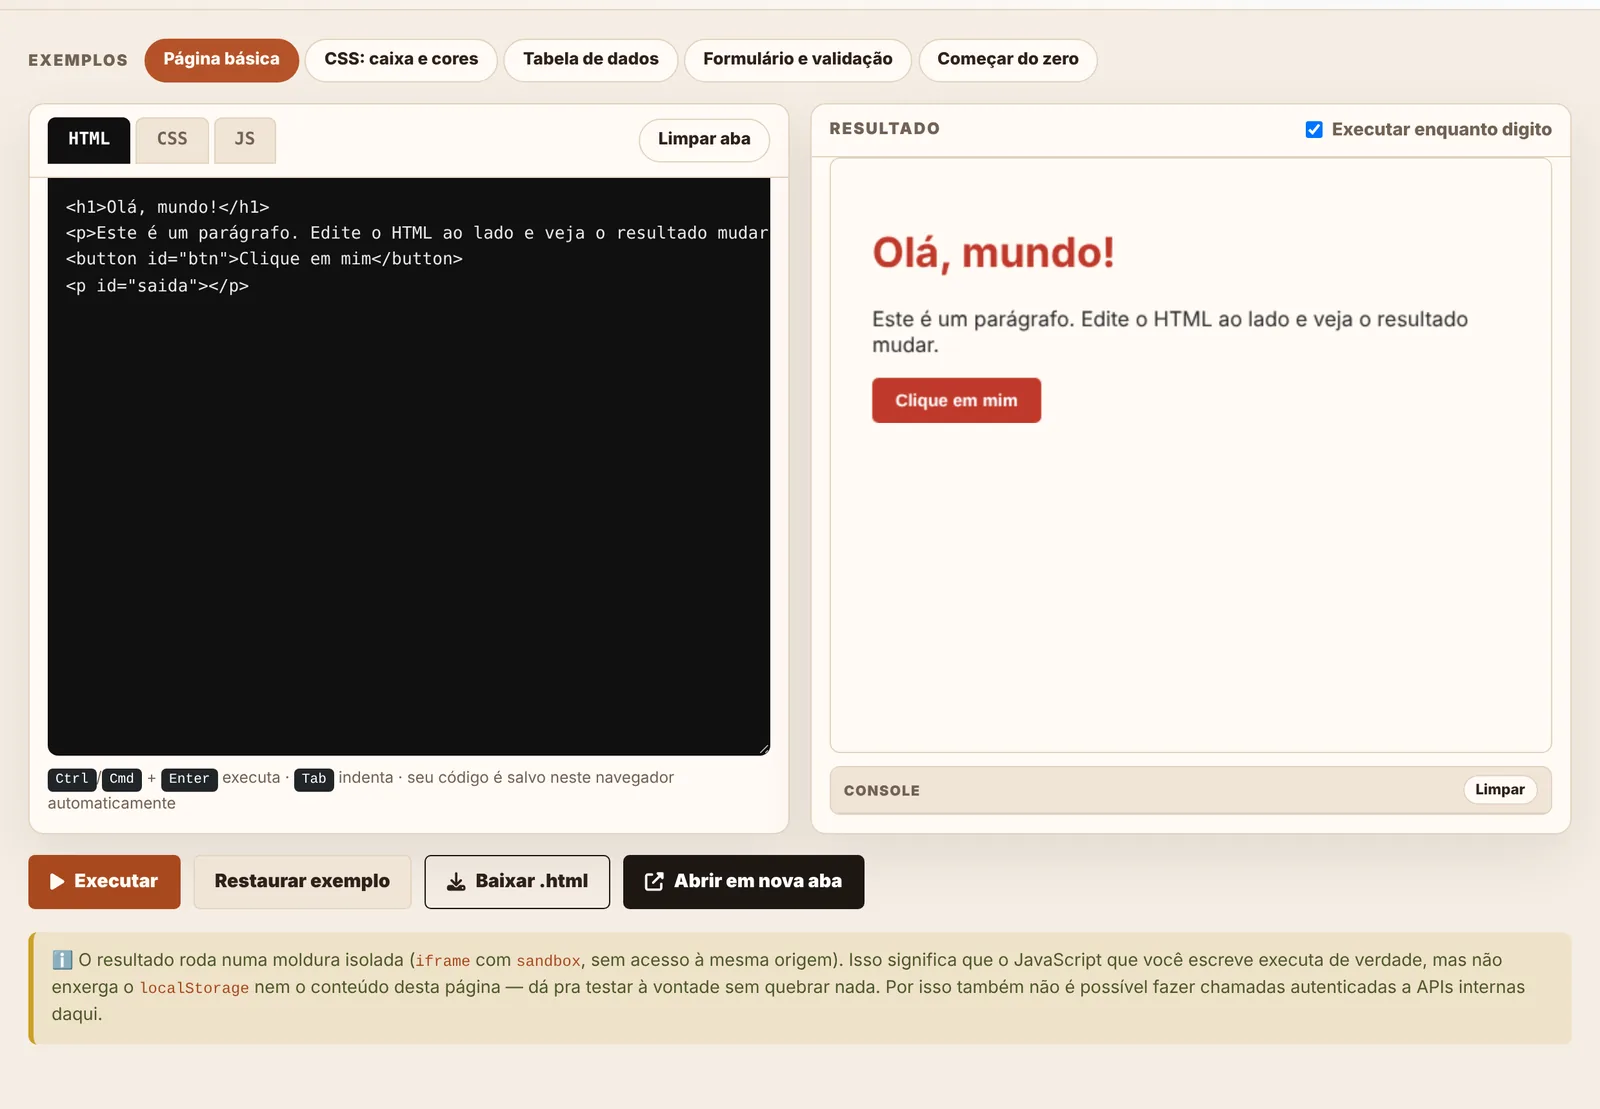 EXEMPLOS Página básica CSS: caixa e cores Tabela de dados Formulário e validação Começar do zero
HTML CSS JS Limpar aba
<h1>Olá, mundo!</h1>
<p>Este é um parágrafo. Edite o HTML ao lado e veja o resultado mudar
<button id="btn">Clique em mim</button>
<p id="saida"></p>
Ctrl/Cmd + Enter executa · Tab indenta · seu código é salvo neste navegador
automaticamente
RESULTADO Executar enquanto digito
Olá, mundo!
Este é um parágrafo. Edite o HTML ao lado e veja o resultado
mudar.
Clique em mim
CONSOLE Limpar
Executar Restaurar exemplo Baixar .html Abrir em nova aba
ℹ️ O resultado roda numa moldura isolada (iframe com sandbox, sem acesso à mesma origem). Isso significa que o JavaScript que você escreve executa de verdade, mas não
enxerga o localStorage nem o conteúdo desta página — dá pra testar à vontade sem quebrar nada. Por isso também não é possível fazer chamadas autenticadas a APIs internas
daqui.